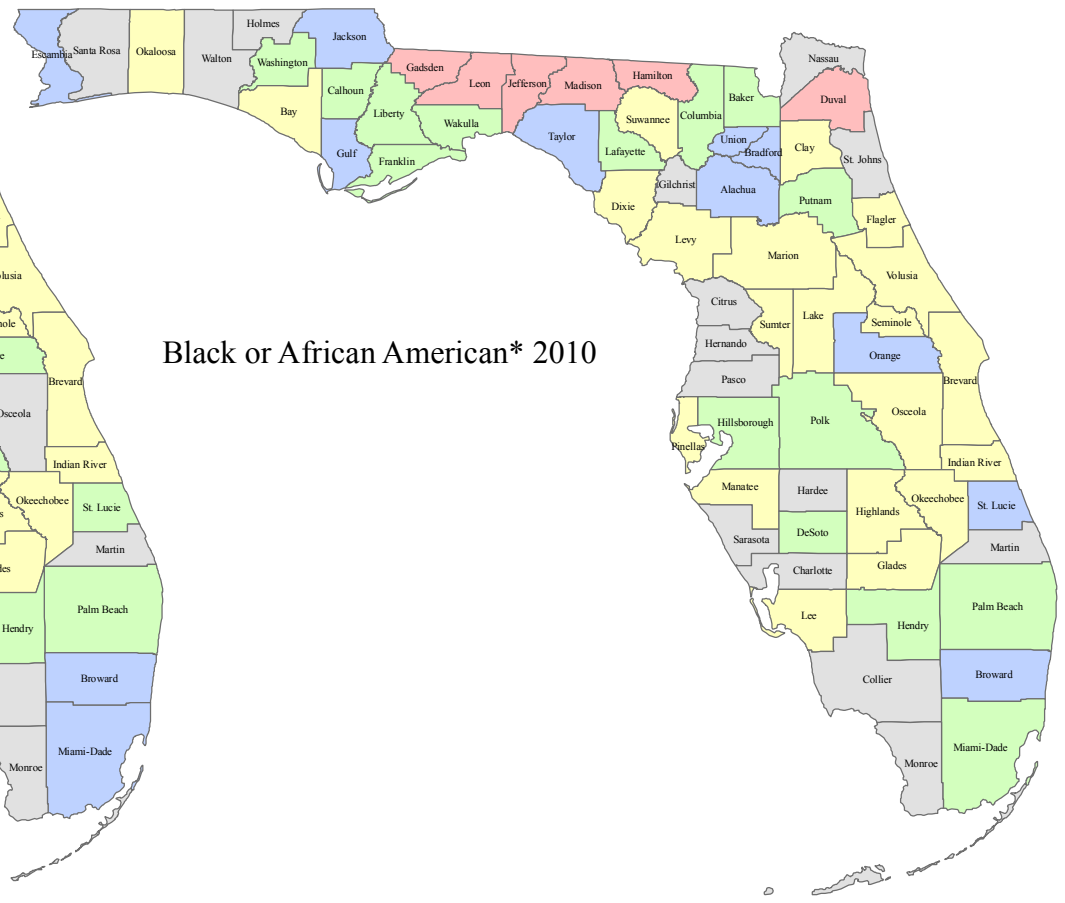 Holmes
Jackson
Escambia
Santa Rosa
Okaloosa
Walton
Washington
Nassau
Gadsden
Leon
Jefferson
Madison
Hamilton
Calhoun
Bay
Liberty
Wakulla
Columbia
Baker
Duval
Suwannee
Taylor
Lafayette
Union
Bradford
Clay
St. Johns
Gulf
Franklin
Gilchrist
Alachua
Putnam
Dixie
Flagler
Levy
Marion
lusia
Volusia
Citrus
Sumter
Lake
Seminole
ole
Hernando
Orange
e
Black or African American* 2010
Pasco
Brevard
Brevard
Osceola
Osceola
Hillsborough
Polk
Pinellas
Indian River
Indian River
Manatee
Hardee
Highlands
Okeechobee
Okeechobee
St. Lucie
St. Lucie
s
Sarasota
DeSoto
Martin
Martin
des
Charlotte
Glades
Palm Beach
Palm Beach
Lee
Hendry
Hendry
Broward
Broward
Collier
Miami-Dade
Miami-Dade
Monroe
Monroe